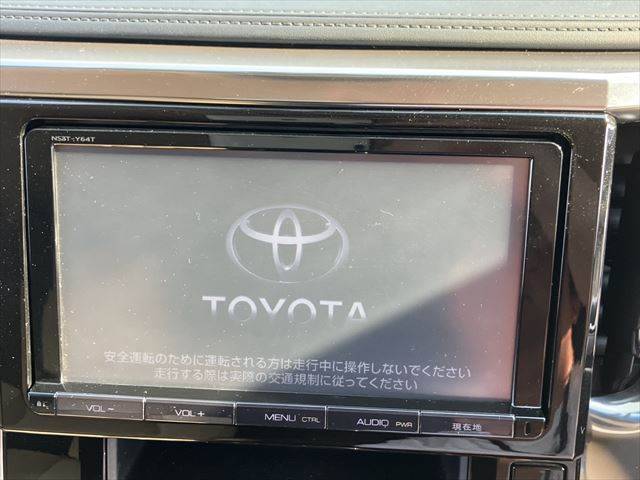 NSZT-Y64T
TOYOTA
安全運転のために運転される方は走行中に操作しないでください
走行する際は実際の交通規制に従ってください
VOL− VOL+ MENU CTRL AUDIO PWR 現在地